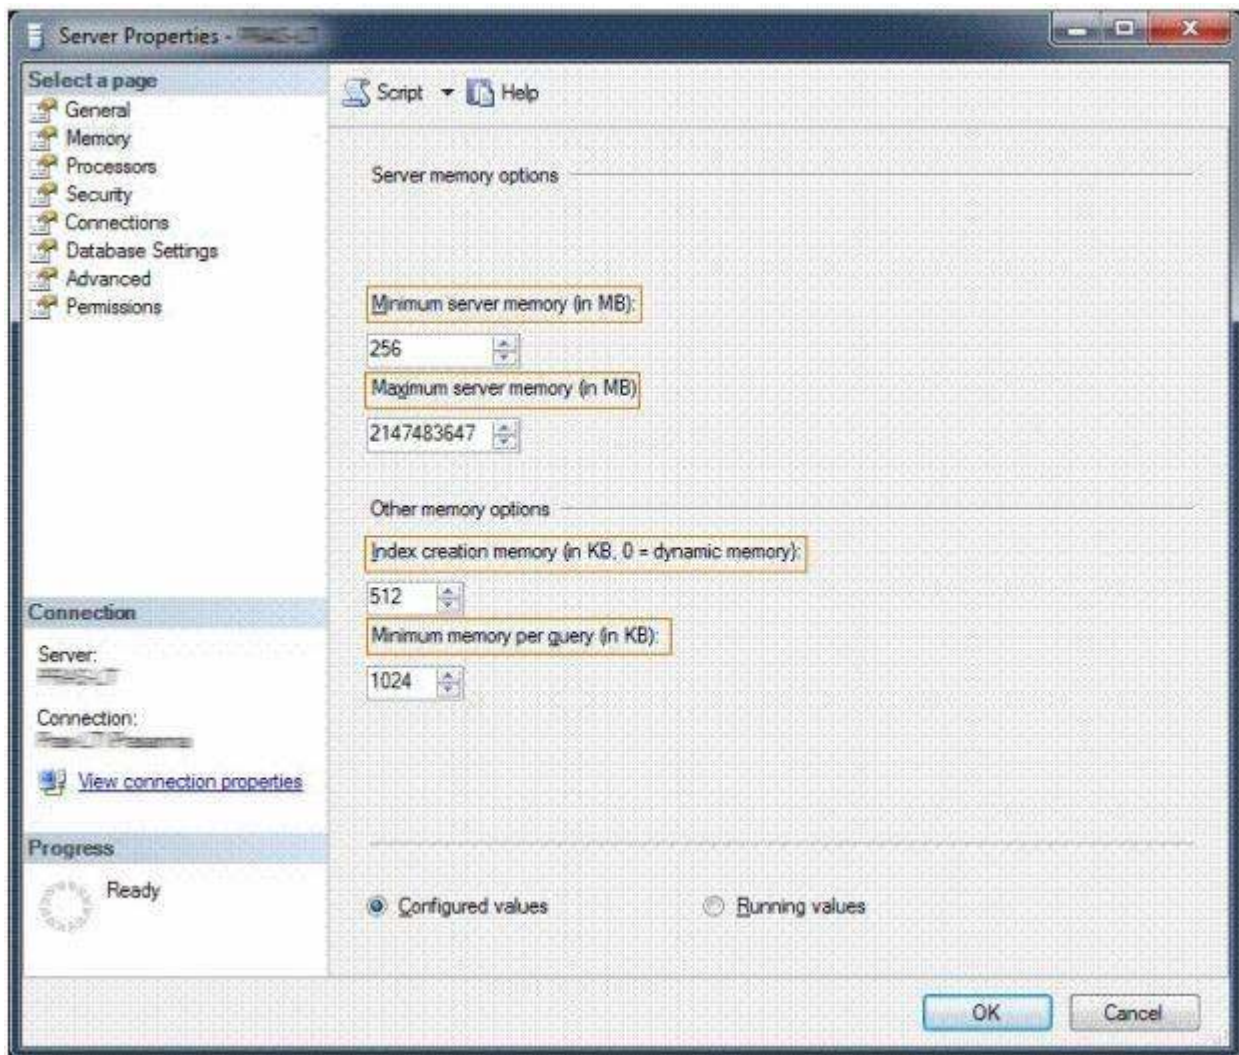 Server Properties -
Select a page
General
Memory
Processors
Security
Connections
Database Settings
Advanced
Permissions
Script Help
Server memory options
Minimum server memory (in MB):
256
Maximum server memory (in MB)
2147483647
Other memory options
Index creation memory (in KB, 0 = dynamic memory):
512
Minimum memory per query (in KB):
1024
Connection
Server:
Connection:
View connection properties
Progress
Ready
Configured values Running values
OK Cancel